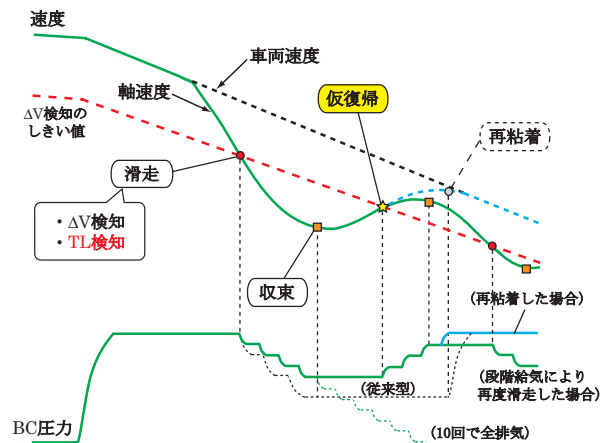 速度
車両速度
軸速度
仮復帰
ΔV検知の
しきい値
再粘着
滑走
・ΔV検知
・TL検知
収束
(再粘着した場合)
(従来型)
(段階給気により
再度滑走した場合)
BC圧力
(10回で全排気)